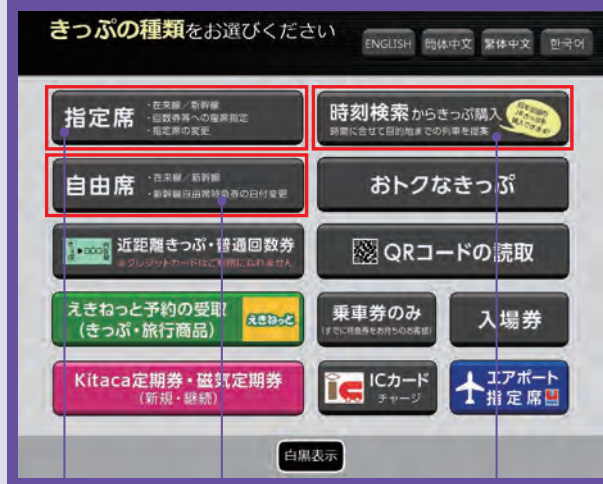 きっぷの種類をお選びください
ENGLISH 简体中文 繁体中文 한국어
指定席
・在来線／新幹線
・回数券等への座席指定
・指定席の変更
時刻検索からきっぷ購入
時間に合せて目的地までの列車を提案
自由席
・在来線／新幹線
・新幹線自由席特急券の日付変更
おトクなきっぷ
近距離きっぷ・普通回数券
※クレジットカードはご利用になれません
QRコードの読取
えきねっと予約の受取
(きっぷ・旅行商品)
えきねっと
乗車券のみ
(すでに特急券をお持ちのお客様)
入場券
Kitaca定期券・磁気定期券
(新規・継続)
ICカード
チャージ
エアポート
指定席
白黒表示